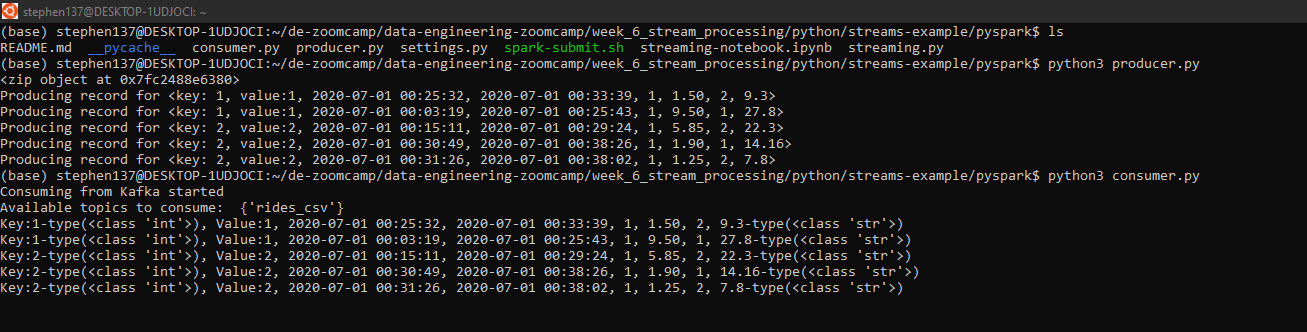 stephen137@DESKTOP-1UDJOCI: ~
(base) stephen137@DESKTOP-1UDJOCI:~/de-zoomcamp/data-engineering-zoomcamp/week_6_stream_processing/python/streams-example/pyspark$ ls
README.md  __pycache__  consumer.py  producer.py  settings.py  spark-submit.sh  streaming-notebook.ipynb  streaming.py
(base) stephen137@DESKTOP-1UDJOCI:~/de-zoomcamp/data-engineering-zoomcamp/week_6_stream_processing/python/streams-example/pyspark$ python3 producer.py
<zip object at 0x7fc2488e6380>
Producing record for <key: 1, value:1, 2020-07-01 00:25:32, 2020-07-01 00:33:39, 1, 1.50, 2, 9.3>
Producing record for <key: 1, value:1, 2020-07-01 00:03:19, 2020-07-01 00:25:43, 1, 9.50, 1, 27.8>
Producing record for <key: 2, value:2, 2020-07-01 00:15:11, 2020-07-01 00:29:24, 1, 5.85, 2, 22.3>
Producing record for <key: 2, value:2, 2020-07-01 00:30:49, 2020-07-01 00:38:26, 1, 1.90, 1, 14.16>
Producing record for <key: 2, value:2, 2020-07-01 00:31:26, 2020-07-01 00:38:02, 1, 1.25, 2, 7.8>
(base) stephen137@DESKTOP-1UDJOCI:~/de-zoomcamp/data-engineering-zoomcamp/week_6_stream_processing/python/streams-example/pyspark$ python3 consumer.py
Consuming from Kafka started
Available topics to consume:  {'rides_csv'}
Key:1-type(<class 'int'>), Value:1, 2020-07-01 00:25:32, 2020-07-01 00:33:39, 1, 1.50, 2, 9.3-type(<class 'str'>)
Key:1-type(<class 'int'>), Value:1, 2020-07-01 00:03:19, 2020-07-01 00:25:43, 1, 9.50, 1, 27.8-type(<class 'str'>)
Key:2-type(<class 'int'>), Value:2, 2020-07-01 00:15:11, 2020-07-01 00:29:24, 1, 5.85, 2, 22.3-type(<class 'str'>)
Key:2-type(<class 'int'>), Value:2, 2020-07-01 00:30:49, 2020-07-01 00:38:26, 1, 1.90, 1, 14.16-type(<class 'str'>)
Key:2-type(<class 'int'>), Value:2, 2020-07-01 00:31:26, 2020-07-01 00:38:02, 1, 1.25, 2, 7.8-type(<class 'str'>)